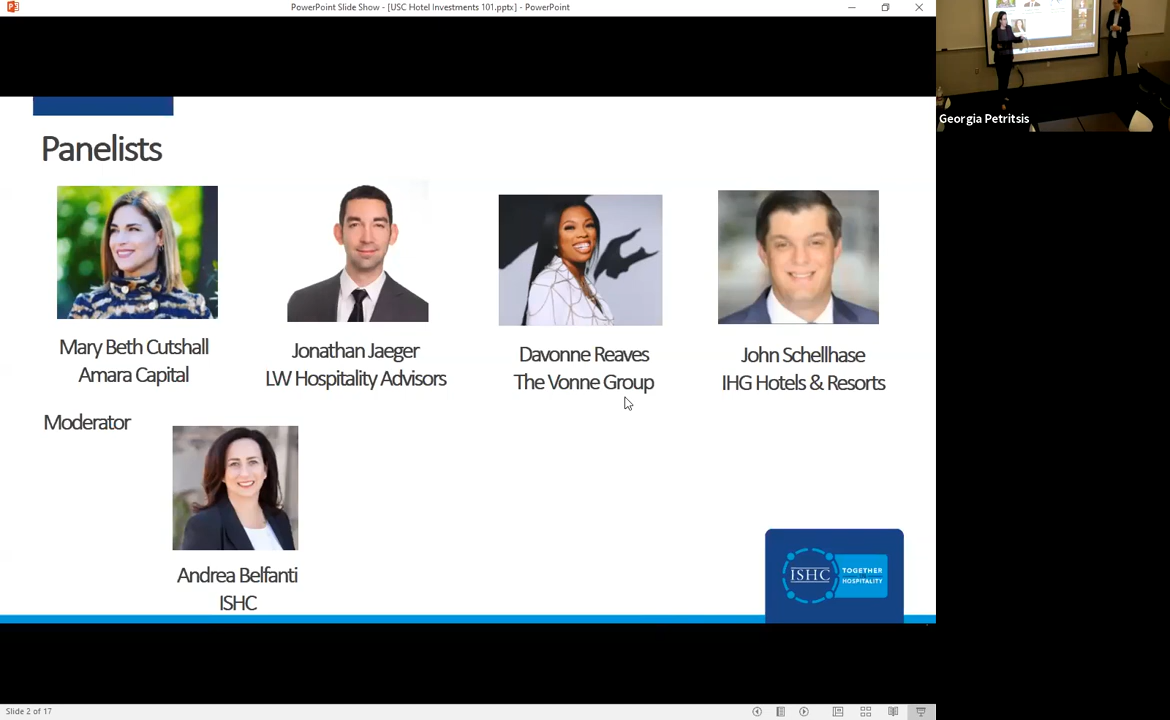 PowerPoint Slide Show - [USC Hotel Investments 101.pptx] - PowerPoint
Georgia Petritsis
Panelists
Mary Beth Cutshall
Amara Capital
Jonathan Jaeger
LW Hospitality Advisors
Davonne Reaves
The Vonne Group
John Schellhase
IHG Hotels & Resorts
Moderator
Andrea Belfanti
ISHC
ISHC
TOGETHER
HOSPITALITY
Slide 2 of 17